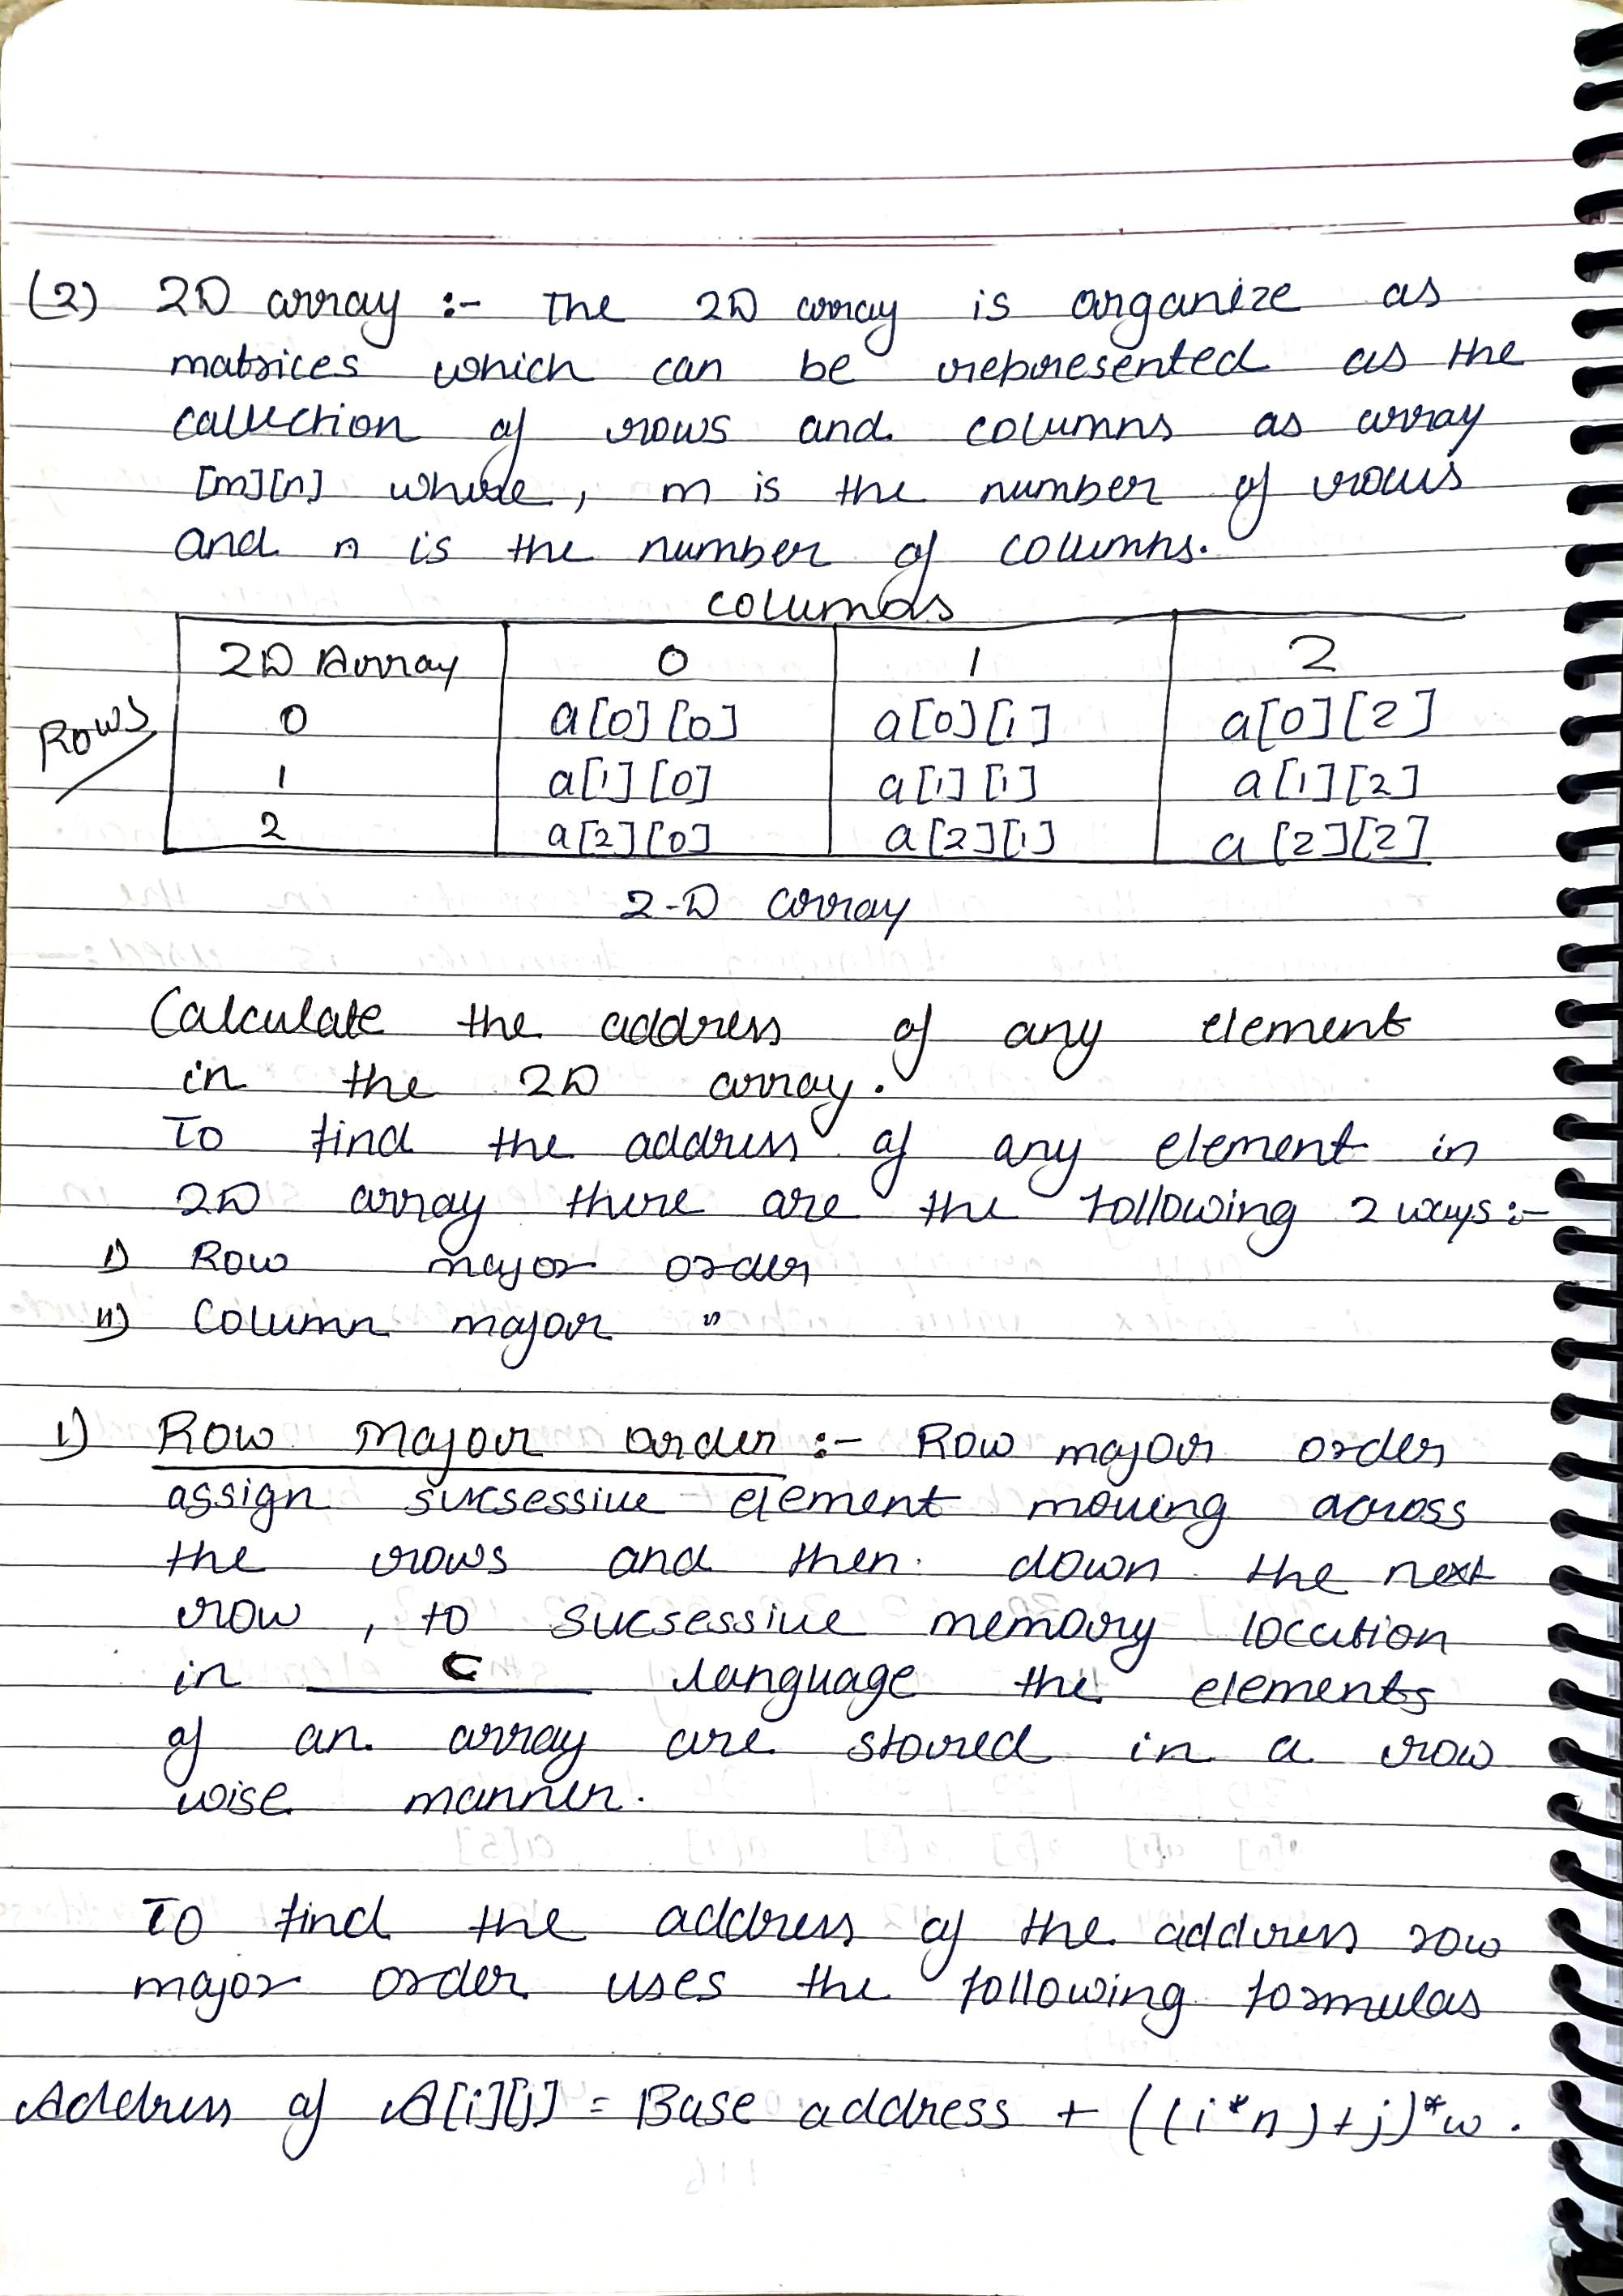 (2) 2D array :- The 2D array is organize as
matrices which can be represented as the
collection of rows and columns as array
[m][n] where, m is the number of rows
and n is the number of columns.
columns
2D Array 0 1 2
Rows
0 a[0][0] a[0][1] a[0][2]
1 a[1][0] a[1][1] a[1][2]
2 a[2][0] a[2][1] a[2][2]
2-D array
Calculate the address of any element
in the 2D array.
To find the address of any element in
2D array there are the following 2 ways :-
i) Row major order
ii) Column major "
i) Row Major order :- Row major order
assign sucsessive element moving across
the rows and then down the next
row, to sucsessive memory location
in C language the elements
of an array are stored in a row
wise manner.
To find the address of the address row
major order uses the following formulas
Address of A[i][j] = Base address + ((i*n)+j)*w.